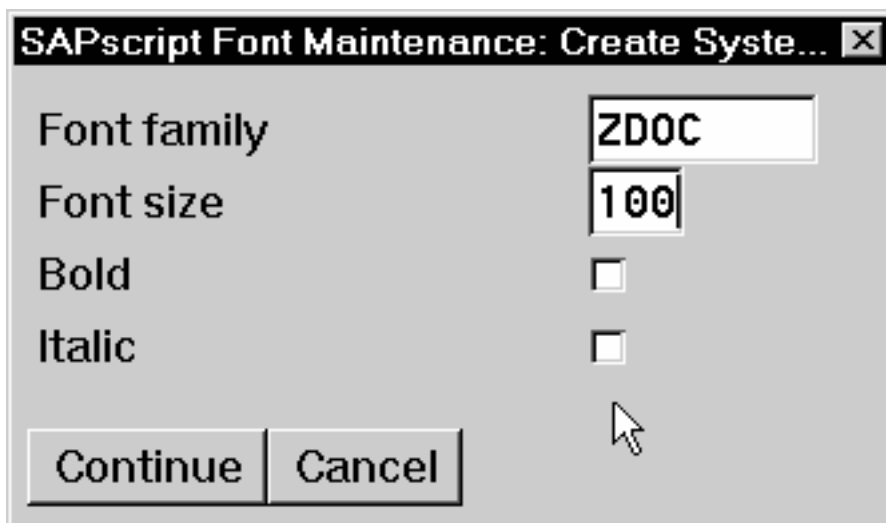 SAPscript Font Maintenance: Create Syste...
Font family ZDOC
Font size 100
Bold
Italic
Continue Cancel